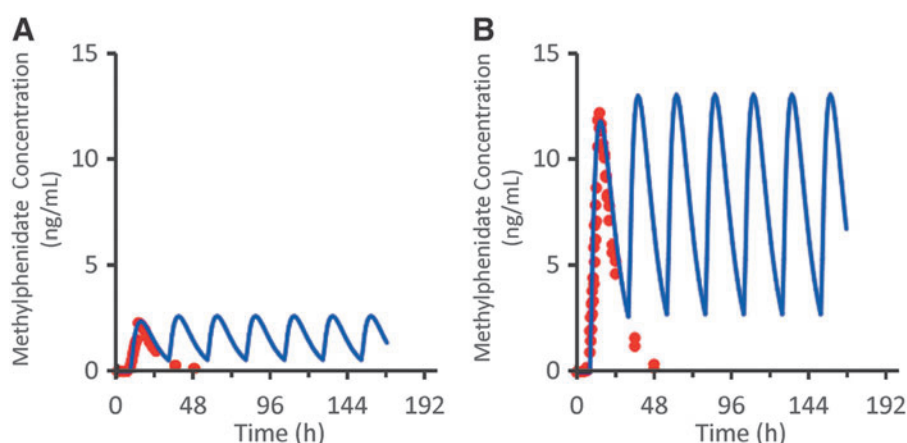 A
Methylphenidate Concentration
(ng/mL)
15
10
5
0
0 48 96 144 192
Time (h)
B
Methylphenidate Concentration
(ng/mL)
15
10
5
0
0 48 96 144 192
Time (h)